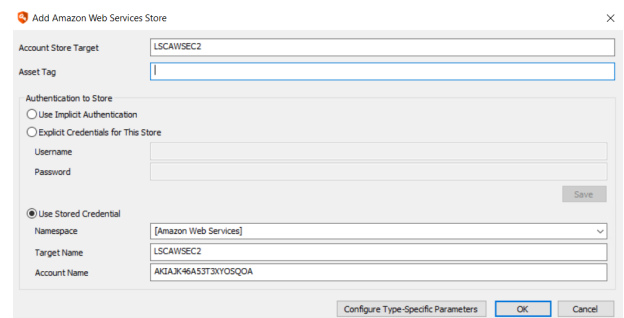 Add Amazon Web Services Store
Account Store Target LSCAWSEC2
Asset Tag
Authentication to Store
Use Implicit Authentication
Explicit Credentials for This Store
Username
Password
Save
Use Stored Credential
Namespace [Amazon Web Services]
Target Name LSCAWSEC2
Account Name AKIAJK46A53T3XYOSQOA
Configure Type-Specific Parameters OK Cancel